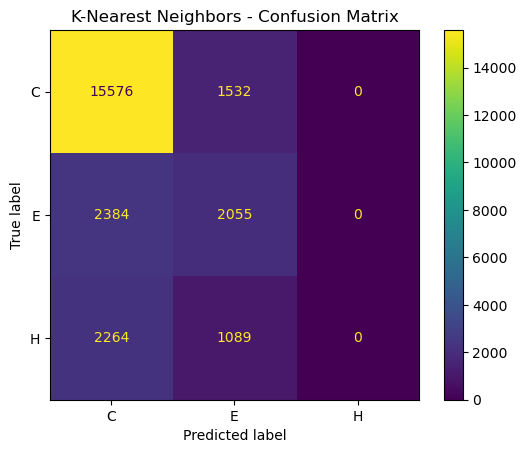 K-Nearest Neighbors - Confusion Matrix
C 15576 1532 0
E 2384 2055 0
H 2264 1089 0
C E H
Predicted label
True label
14000
12000
10000
8000
6000
4000
2000
0